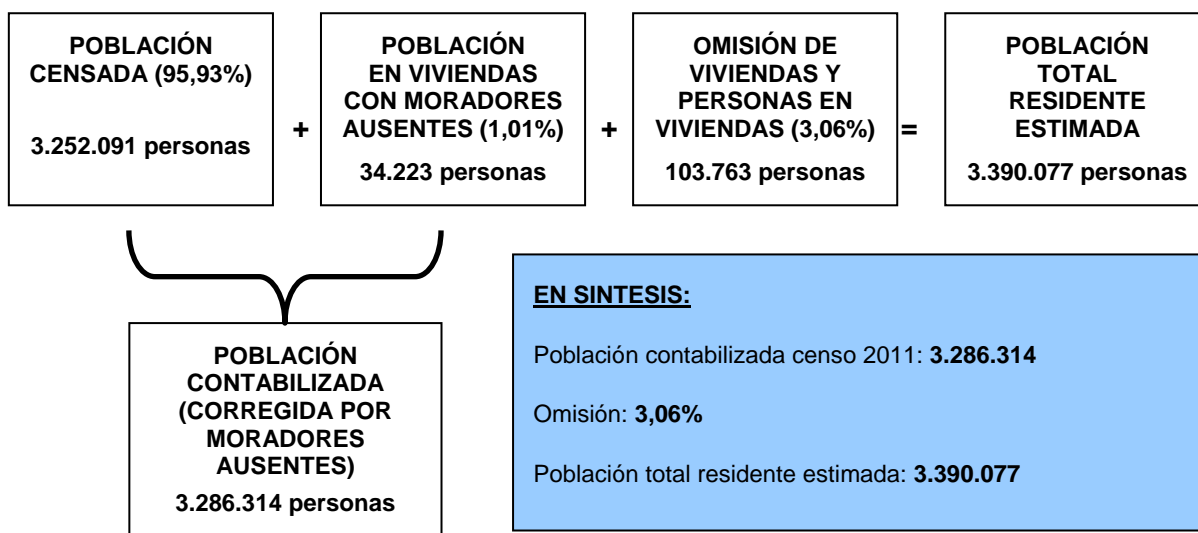 POBLACIÓN
CENSADA (95,93%)
3.252.091 personas
+
POBLACIÓN
EN VIVIENDAS
CON MORADORES
AUSENTES (1,01%)
34.223 personas
+
OMISIÓN DE
VIVIENDAS Y
PERSONAS EN
VIVIENDAS (3,06%)
103.763 personas
=
POBLACIÓN
TOTAL
RESIDENTE
ESTIMADA
3.390.077 personas
POBLACIÓN
CONTABILIZADA
(CORREGIDA POR
MORADORES
AUSENTES)
3.286.314 personas
EN SINTESIS:
Población contabilizada censo 2011: 3.286.314
Omisión: 3,06%
Población total residente estimada: 3.390.077